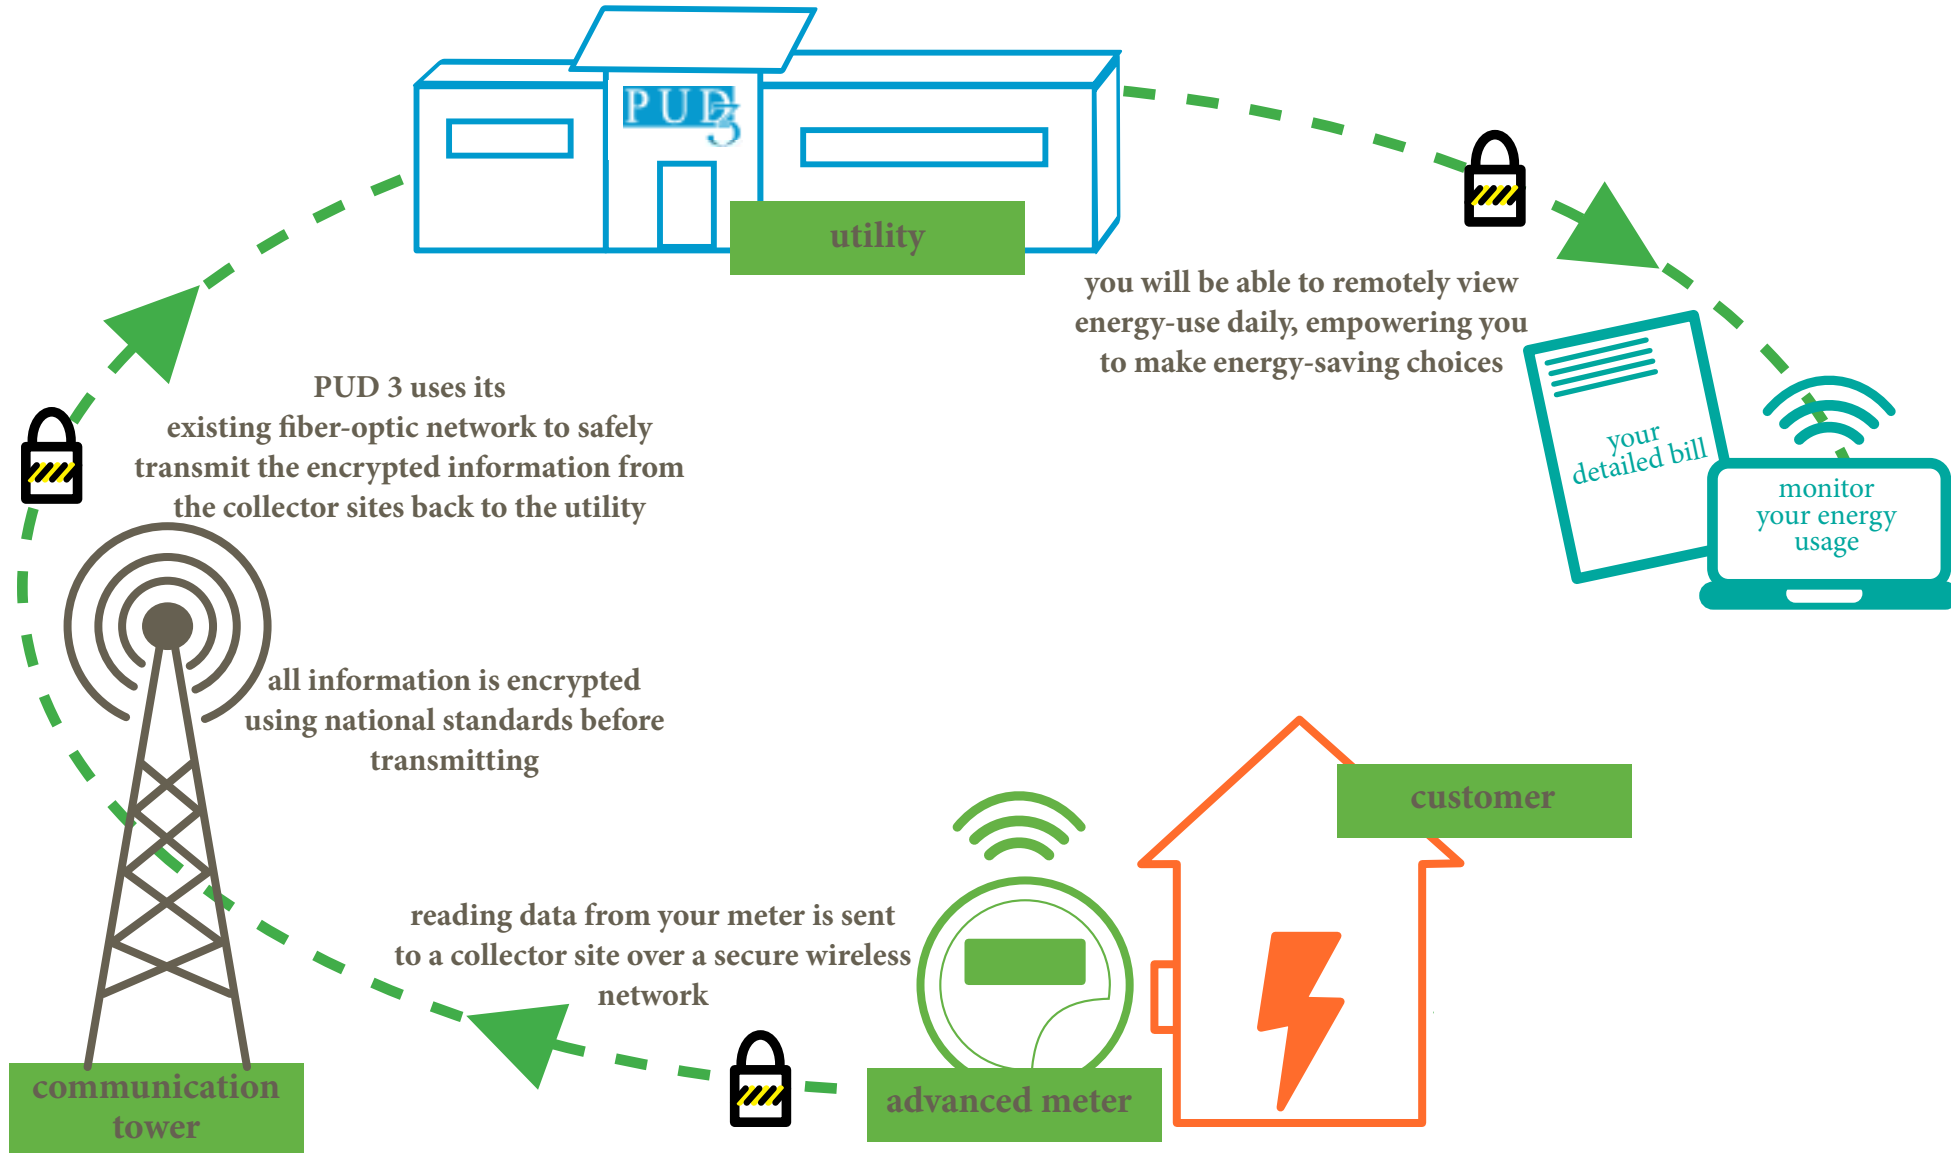 PUD
3
utility
you will be able to remotely view
energy-use daily, empowering you
to make energy-saving choices
PUD 3 uses its
existing fiber-optic network to safely
transmit the encrypted information from
the collector sites back to the utility
your
detailed bill
monitor
your energy
usage
all information is encrypted
using national standards before
transmitting
customer
reading data from your meter is sent
to a collector site over a secure wireless
network
communication
tower
advanced meter